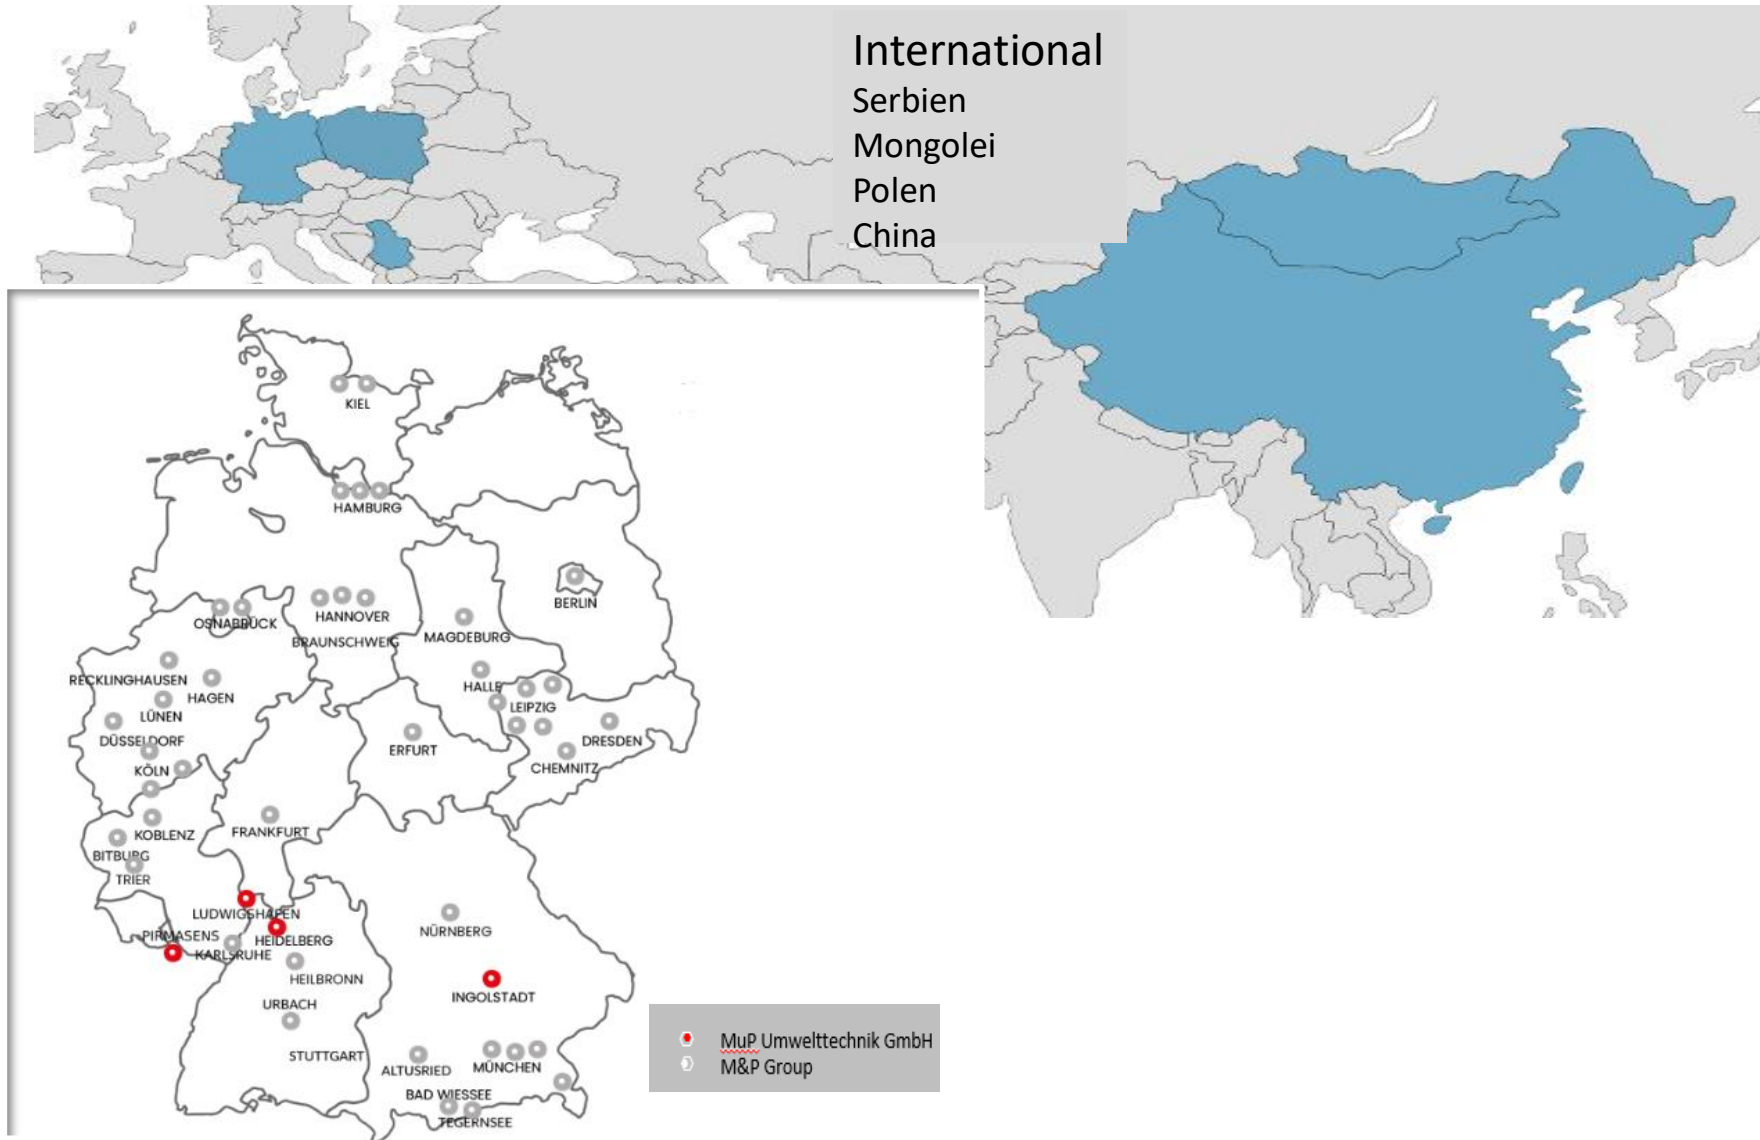 International
Serbien
Mongolei
Polen
China
KIEL
HAMBURG
BERLIN
OSNABRÜCK
HANNOVER
BRAUNSCHWEIG
MAGDEBURG
RECKLINGHAUSEN
HAGEN
HALLE
LÜNEN
LEIPZIG
DÜSSELDORF
ERFURT
DRESDEN
KÖLN
CHEMNITZ
KOBLENZ
FRANKFURT
BITBURG
TRIER
LUDWIGSHAFEN
PIRMASENS
HEIDELBERG
NÜRNBERG
KARLSRUHE
HEILBRONN
INGOLSTADT
URBACH
STUTTGART
ALTUSRIED
MÜNCHEN
BAD WIESSEE
TEGERNSEE
MuP Umwelttechnik GmbH
M&P Group